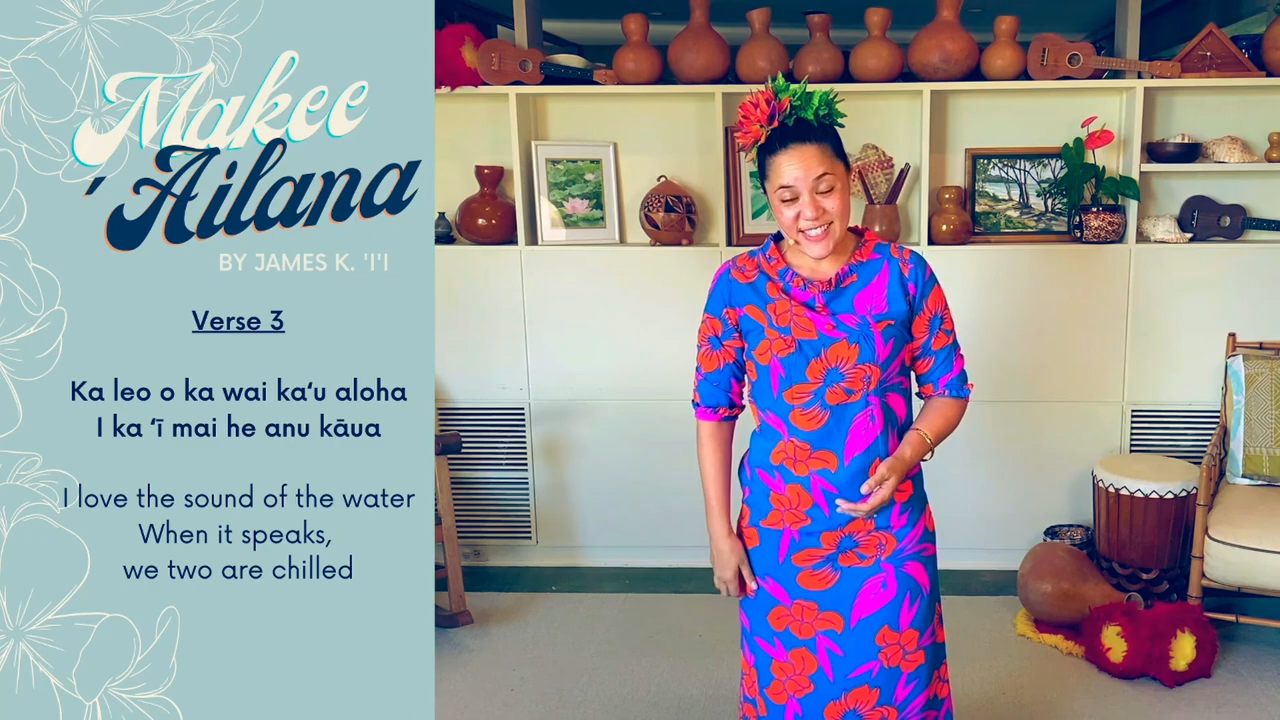 Makee
'Ailana
BY JAMES K. 'I'I
Verse 3
Ka leo o ka wai ka‘u aloha
I ka ‘ī mai he anu kāua
I love the sound of the water
When it speaks,
we two are chilled